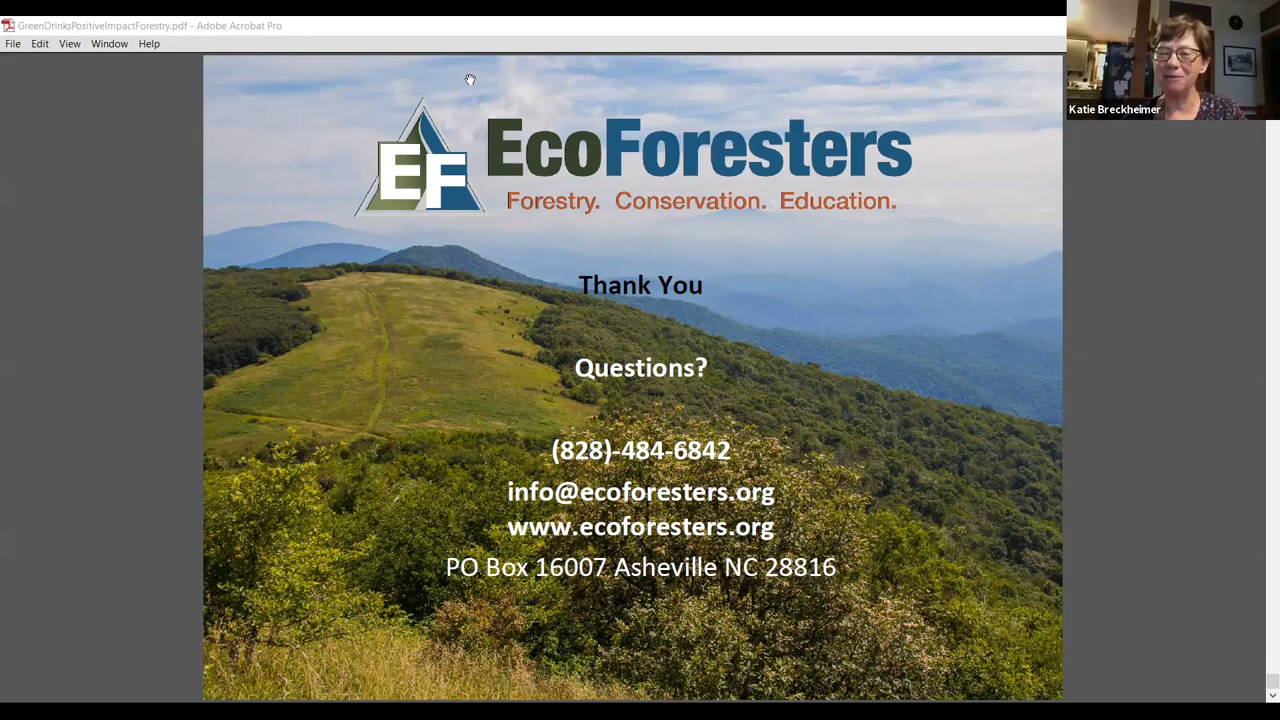 GreenDrinksPositiveImpactForestry.pdf - Adobe Acrobat Pro
File Edit View Window Help
Katie Breckheimer
EF EcoForesters
Forestry. Conservation. Education.
Thank You
Questions?
(828)-484-6842
info@ecoforesters.org
www.ecoforesters.org
PO Box 16007 Asheville NC 28816